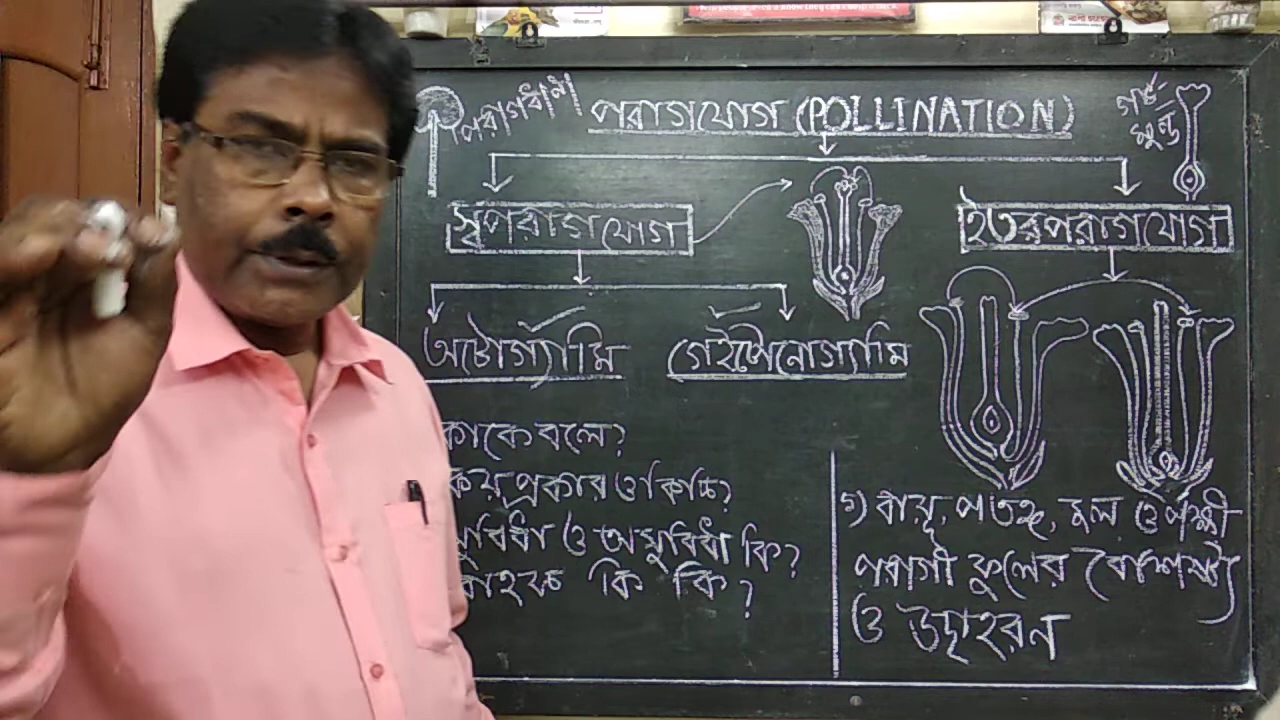 পরাগধানী
পরাগযোগ (POLLINATION)
গর্ভ
মুন্ড
স্বপরাগযোগ
ইতরপরাগযোগ
অটোগ্যামি
গেইটোনোগ্যামি
কাকে বলে?
কয় প্রকার ও কি কি?
সুবিধা ও অসুবিধা কি?
বাহক কি কি?
৭) বায়ু, পতঙ্গ, জল ও পক্ষী
পরাগী ফুলের বৈশিষ্ট্য
ও উদাহরন